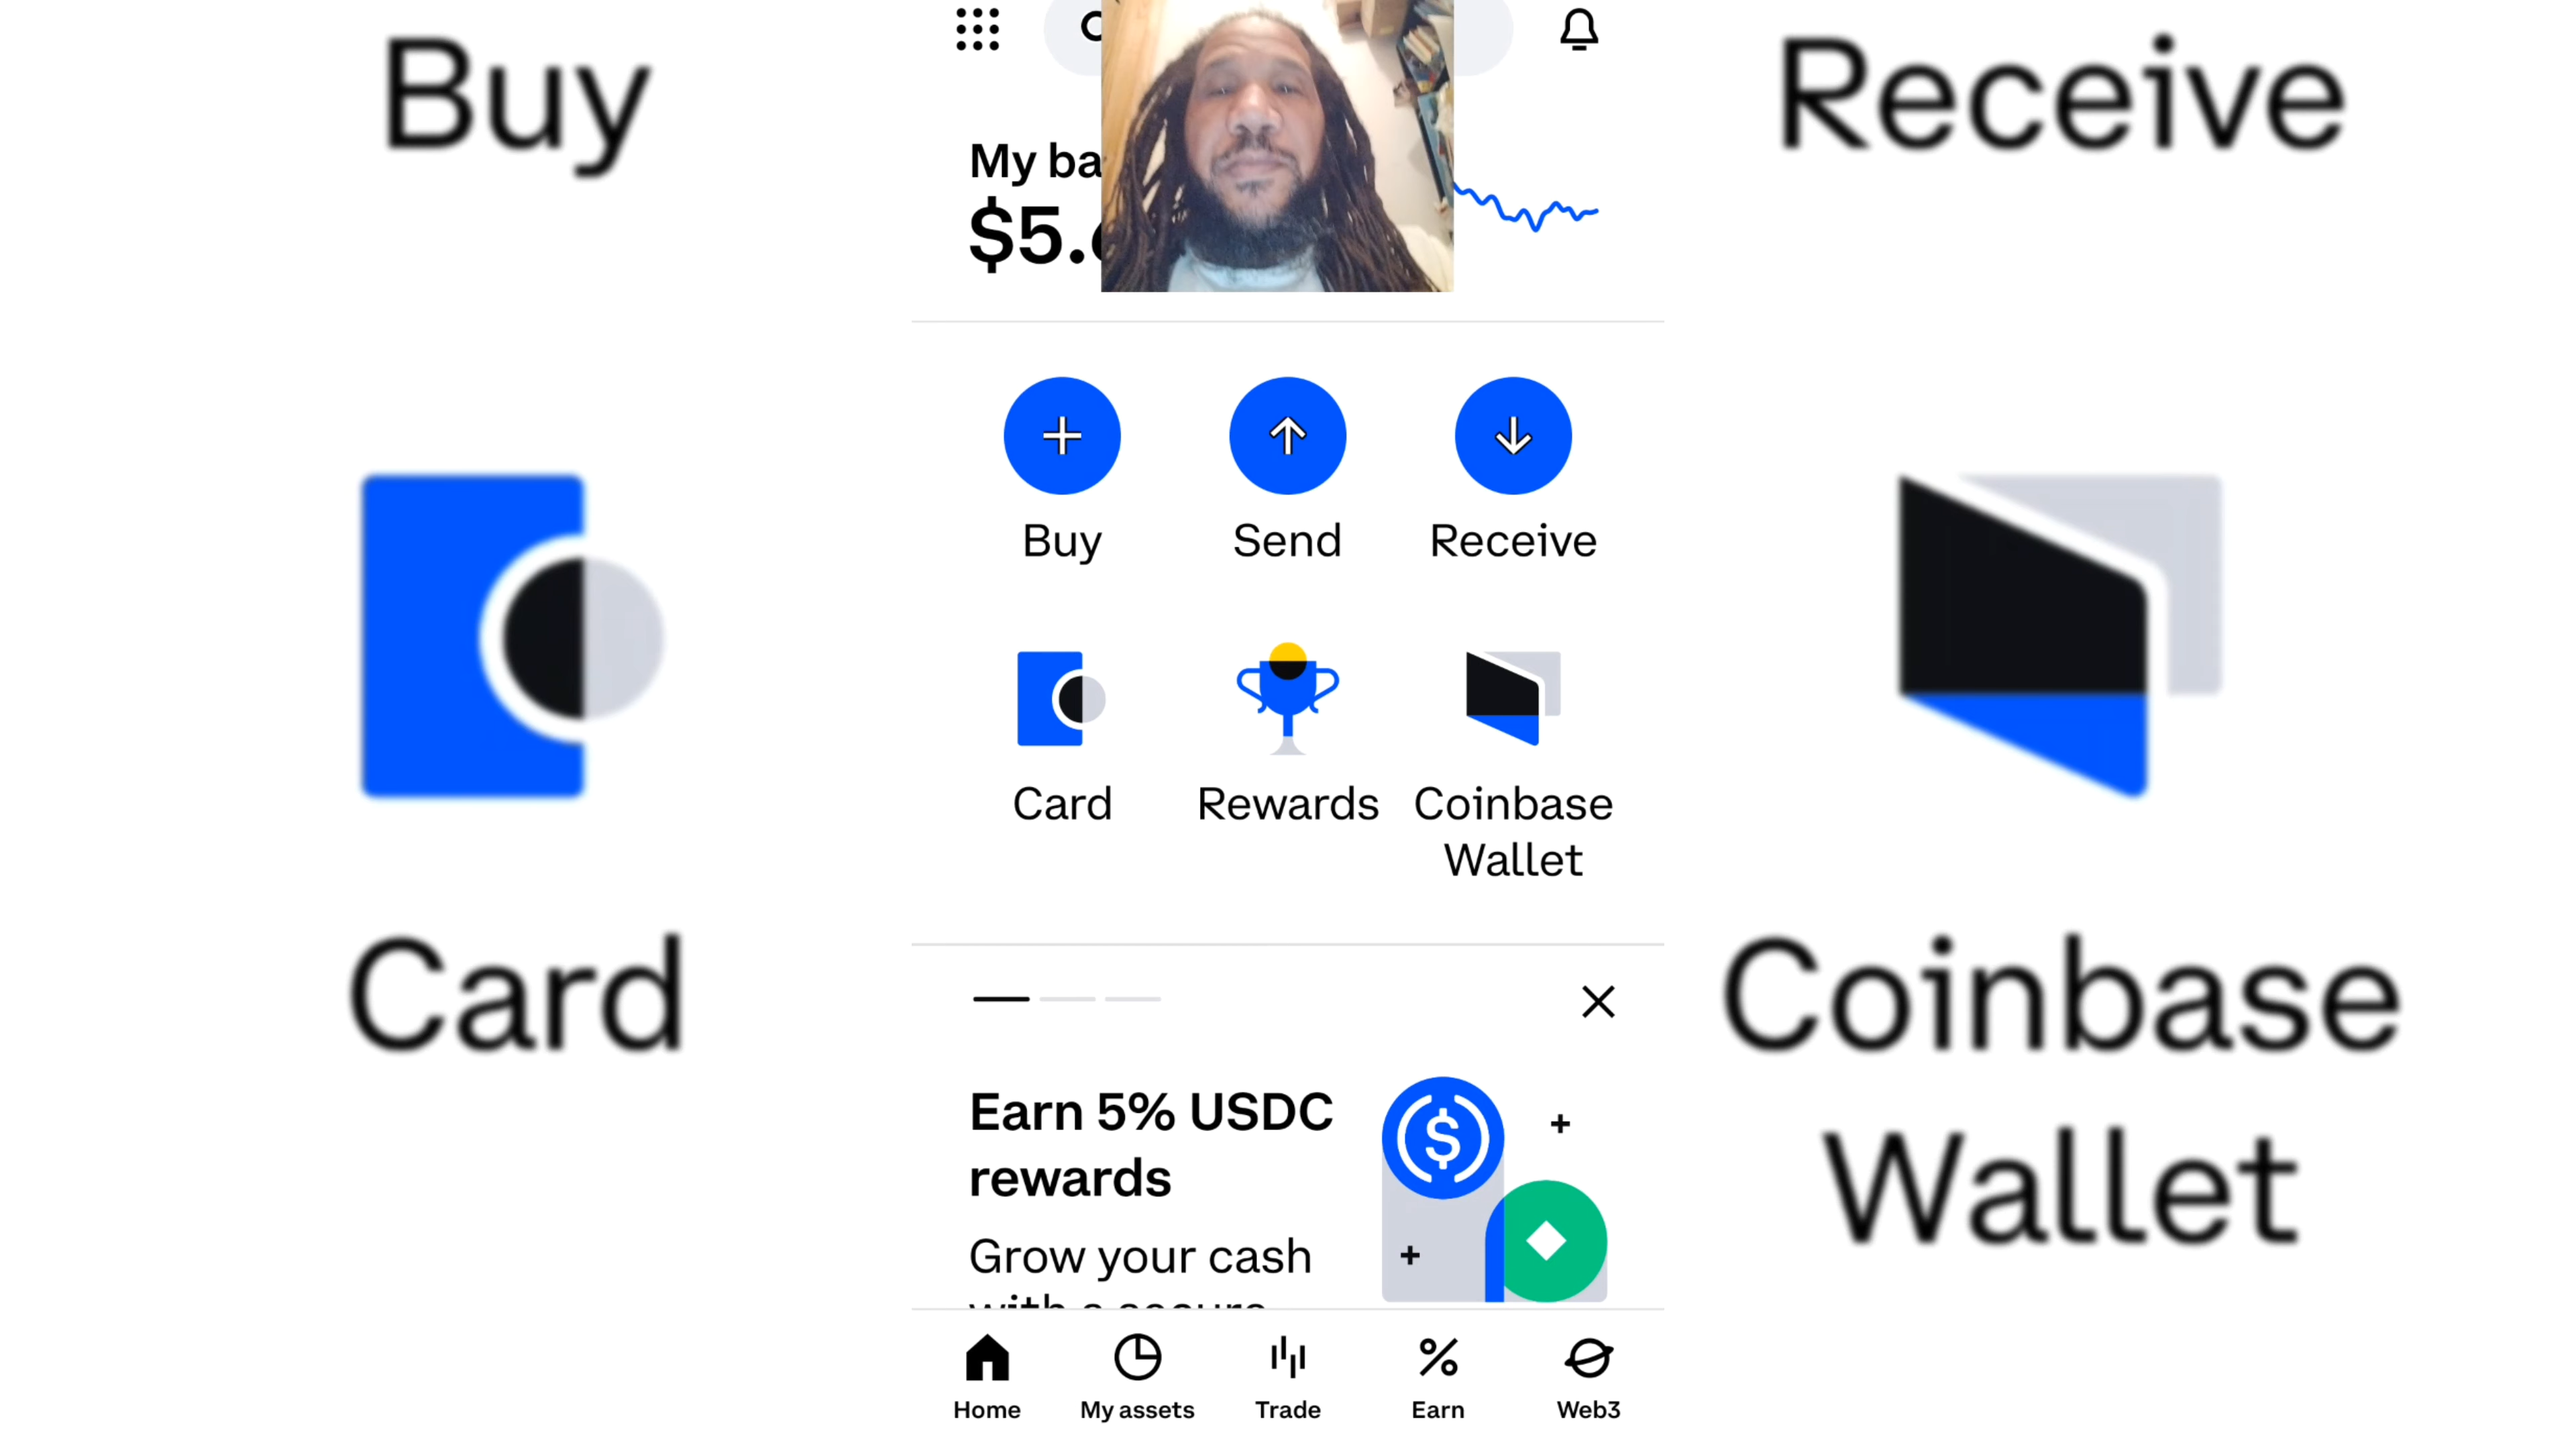 Buy
Receive
Card
Coinbase
Wallet
My ba
$5.
Buy
Send
Receive
Card
Rewards
Coinbase
Wallet
Earn 5% USDC
rewards
Grow your cash
Home
My assets
Trade
Earn
Web3